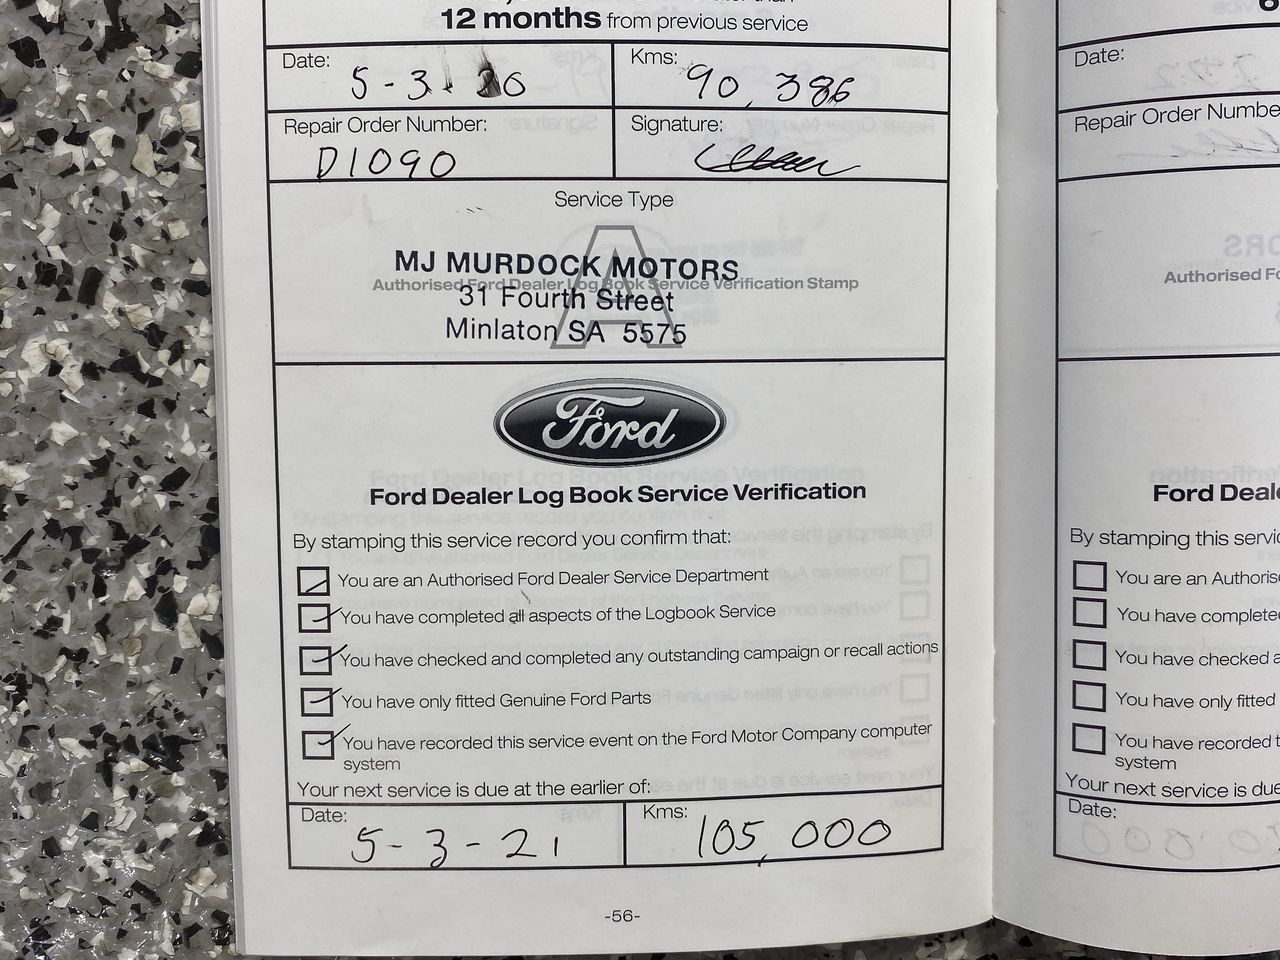 12 months from previous service
Date: 5-3- 20
Kms: 90,386
Repair Order Number: D1090
Signature:
Service Type
A
MJ MURDOCK MOTORS
Authorised Ford Dealer Log Book Service Verification Stamp
31 Fourth Street
Minlaton SA 5575
Ford
Ford Dealer Log Book Service Verification
By stamping this service record you confirm that:
You are an Authorised Ford Dealer Service Department
You have completed all aspects of the Logbook Service
You have checked and completed any outstanding campaign or recall actions
You have only fitted Genuine Ford Parts
You have recorded this service event on the Ford Motor Company computer
system
Your next service is due at the earlier of:
Date: 5-3-21
Kms: 105,000
-56-
6
Date:
Repair Order Numbe
Authorised Fo
Ford Deal
By stamping this servic
You are an Authoris
You have complete
You have checked a
You have only fitted
You have recorded t
system
Your next service is due
Date: